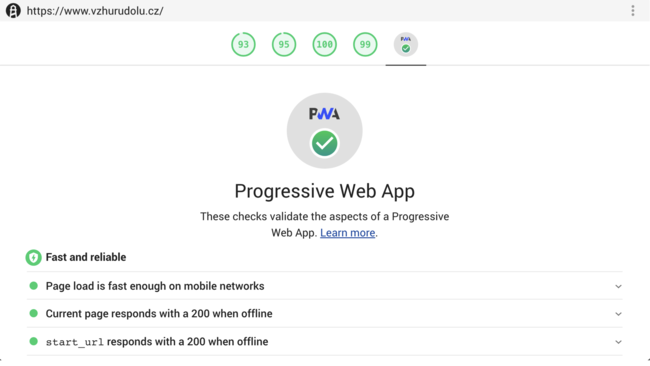 https://www.vzhurudolu.cz/
93 95 100 99 PWA
PWA
Progressive Web App
These checks validate the aspects of a Progressive
Web App. Learn more.
Fast and reliable
Page load is fast enough on mobile networks
Current page responds with a 200 when offline
start_url responds with a 200 when offline